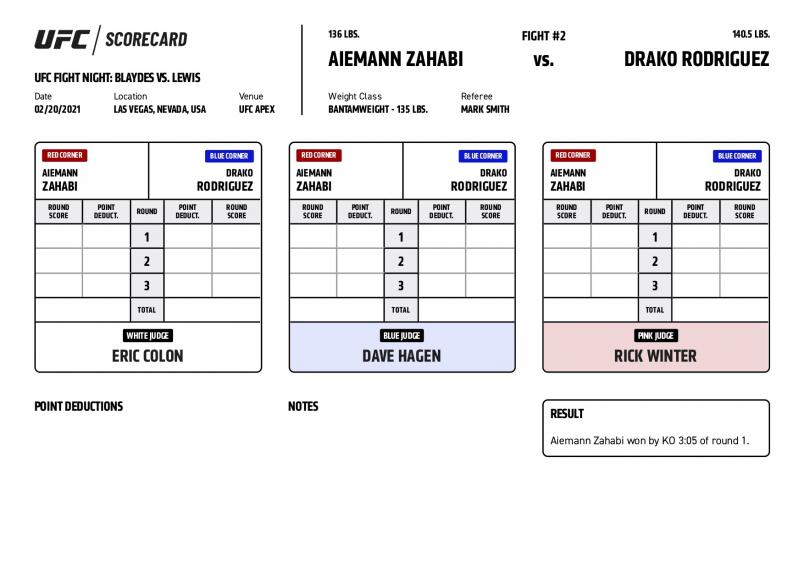 UFC / SCORECARD
UFC FIGHT NIGHT: BLAYDES VS. LEWIS
Date Location Venue
02/20/2021 LAS VEGAS, NEVADA, USA UFC APEX
136 LBS. FIGHT #2 140.5 LBS.
AIEMANN ZAHABI vs. DRAKO RODRIGUEZ
Weight Class Referee
BANTAMWEIGHT - 135 LBS. MARK SMITH
RED CORNER BLUE CORNER
AIEMANN DRAKO
ZAHABI RODRIGUEZ
ROUND SCORE POINT DEDUCT. ROUND POINT DEDUCT. ROUND SCORE
1
2
3
TOTAL
WHITE JUDGE
ERIC COLON
RED CORNER BLUE CORNER
AIEMANN DRAKO
ZAHABI RODRIGUEZ
ROUND SCORE POINT DEDUCT. ROUND POINT DEDUCT. ROUND SCORE
1
2
3
TOTAL
BLUE JUDGE
DAVE HAGEN
RED CORNER BLUE CORNER
AIEMANN DRAKO
ZAHABI RODRIGUEZ
ROUND SCORE POINT DEDUCT. ROUND POINT DEDUCT. ROUND SCORE
1
2
3
TOTAL
PINK JUDGE
RICK WINTER
POINT DEDUCTIONS
NOTES
RESULT
Aiemann Zahabi won by KO 3:05 of round 1.